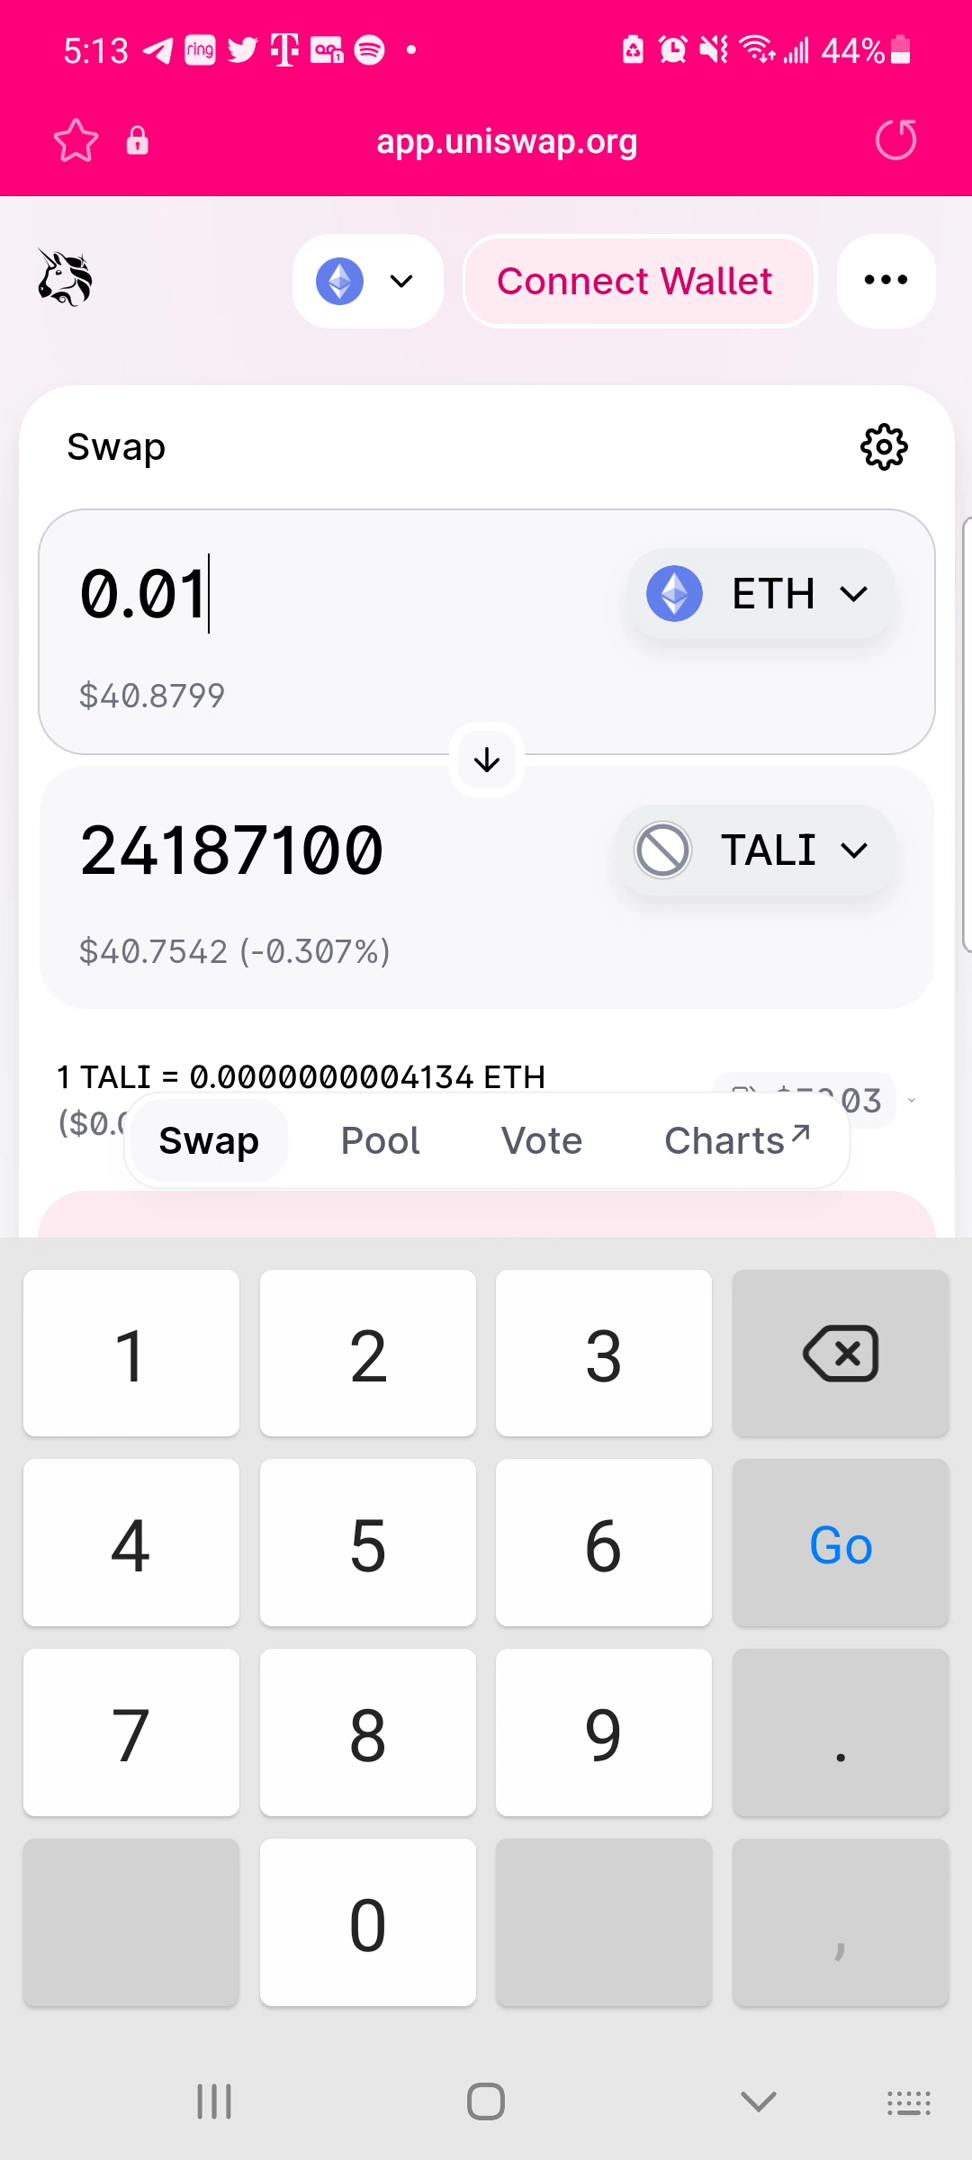 5:13 ring 44%
app.uniswap.org
Connect Wallet
Swap
0.01 ETH
$40.8799
24187100 TALI
$40.7542 (-0.307%)
1 TALI = 0.0000000004134 ETH
Swap Pool Vote Charts
1 2 3
4 5 6 Go
7 8 9 .
0 ,